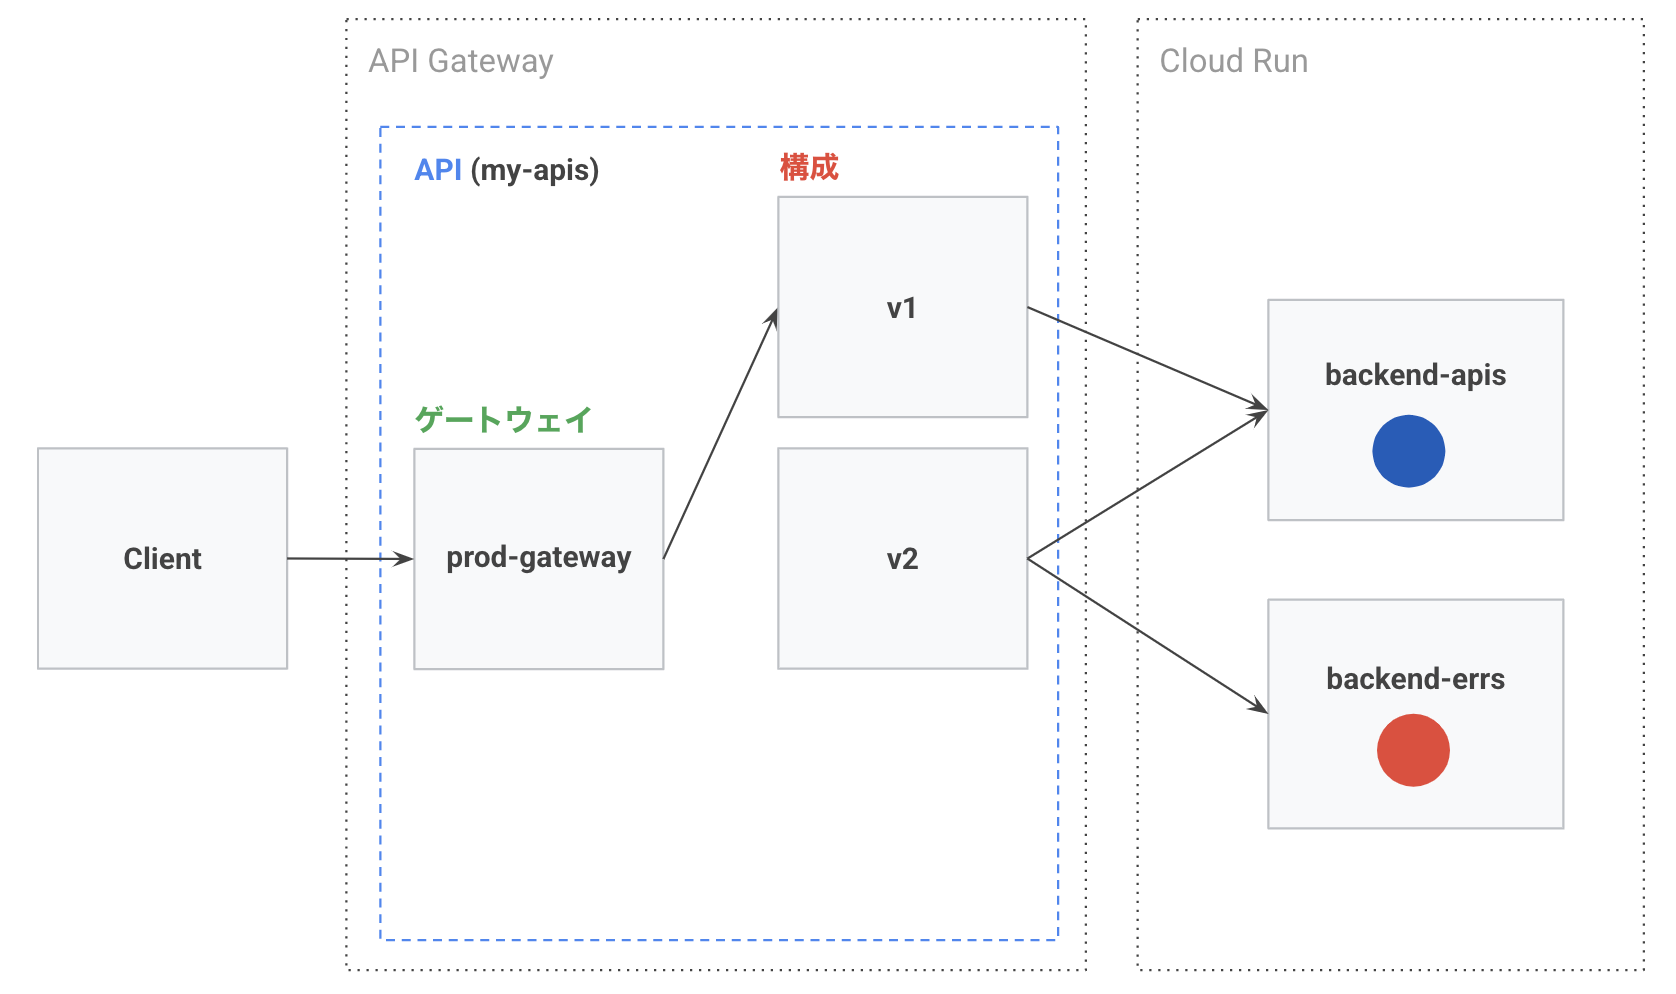 API Gateway
Cloud Run
API (my-apis)
構成
v1
ゲートウェイ
Client
prod-gateway
v2
backend-apis
backend-errs